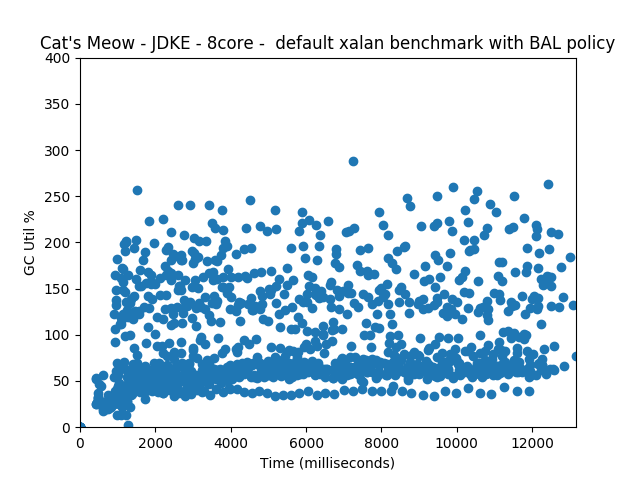 Cat's Meow - JDKE - 8core -  default xalan benchmark with BAL policy
400
350
300
250
200
150
100
50
0
GC Util %
0 2000 4000 6000 8000 10000 12000
Time (milliseconds)